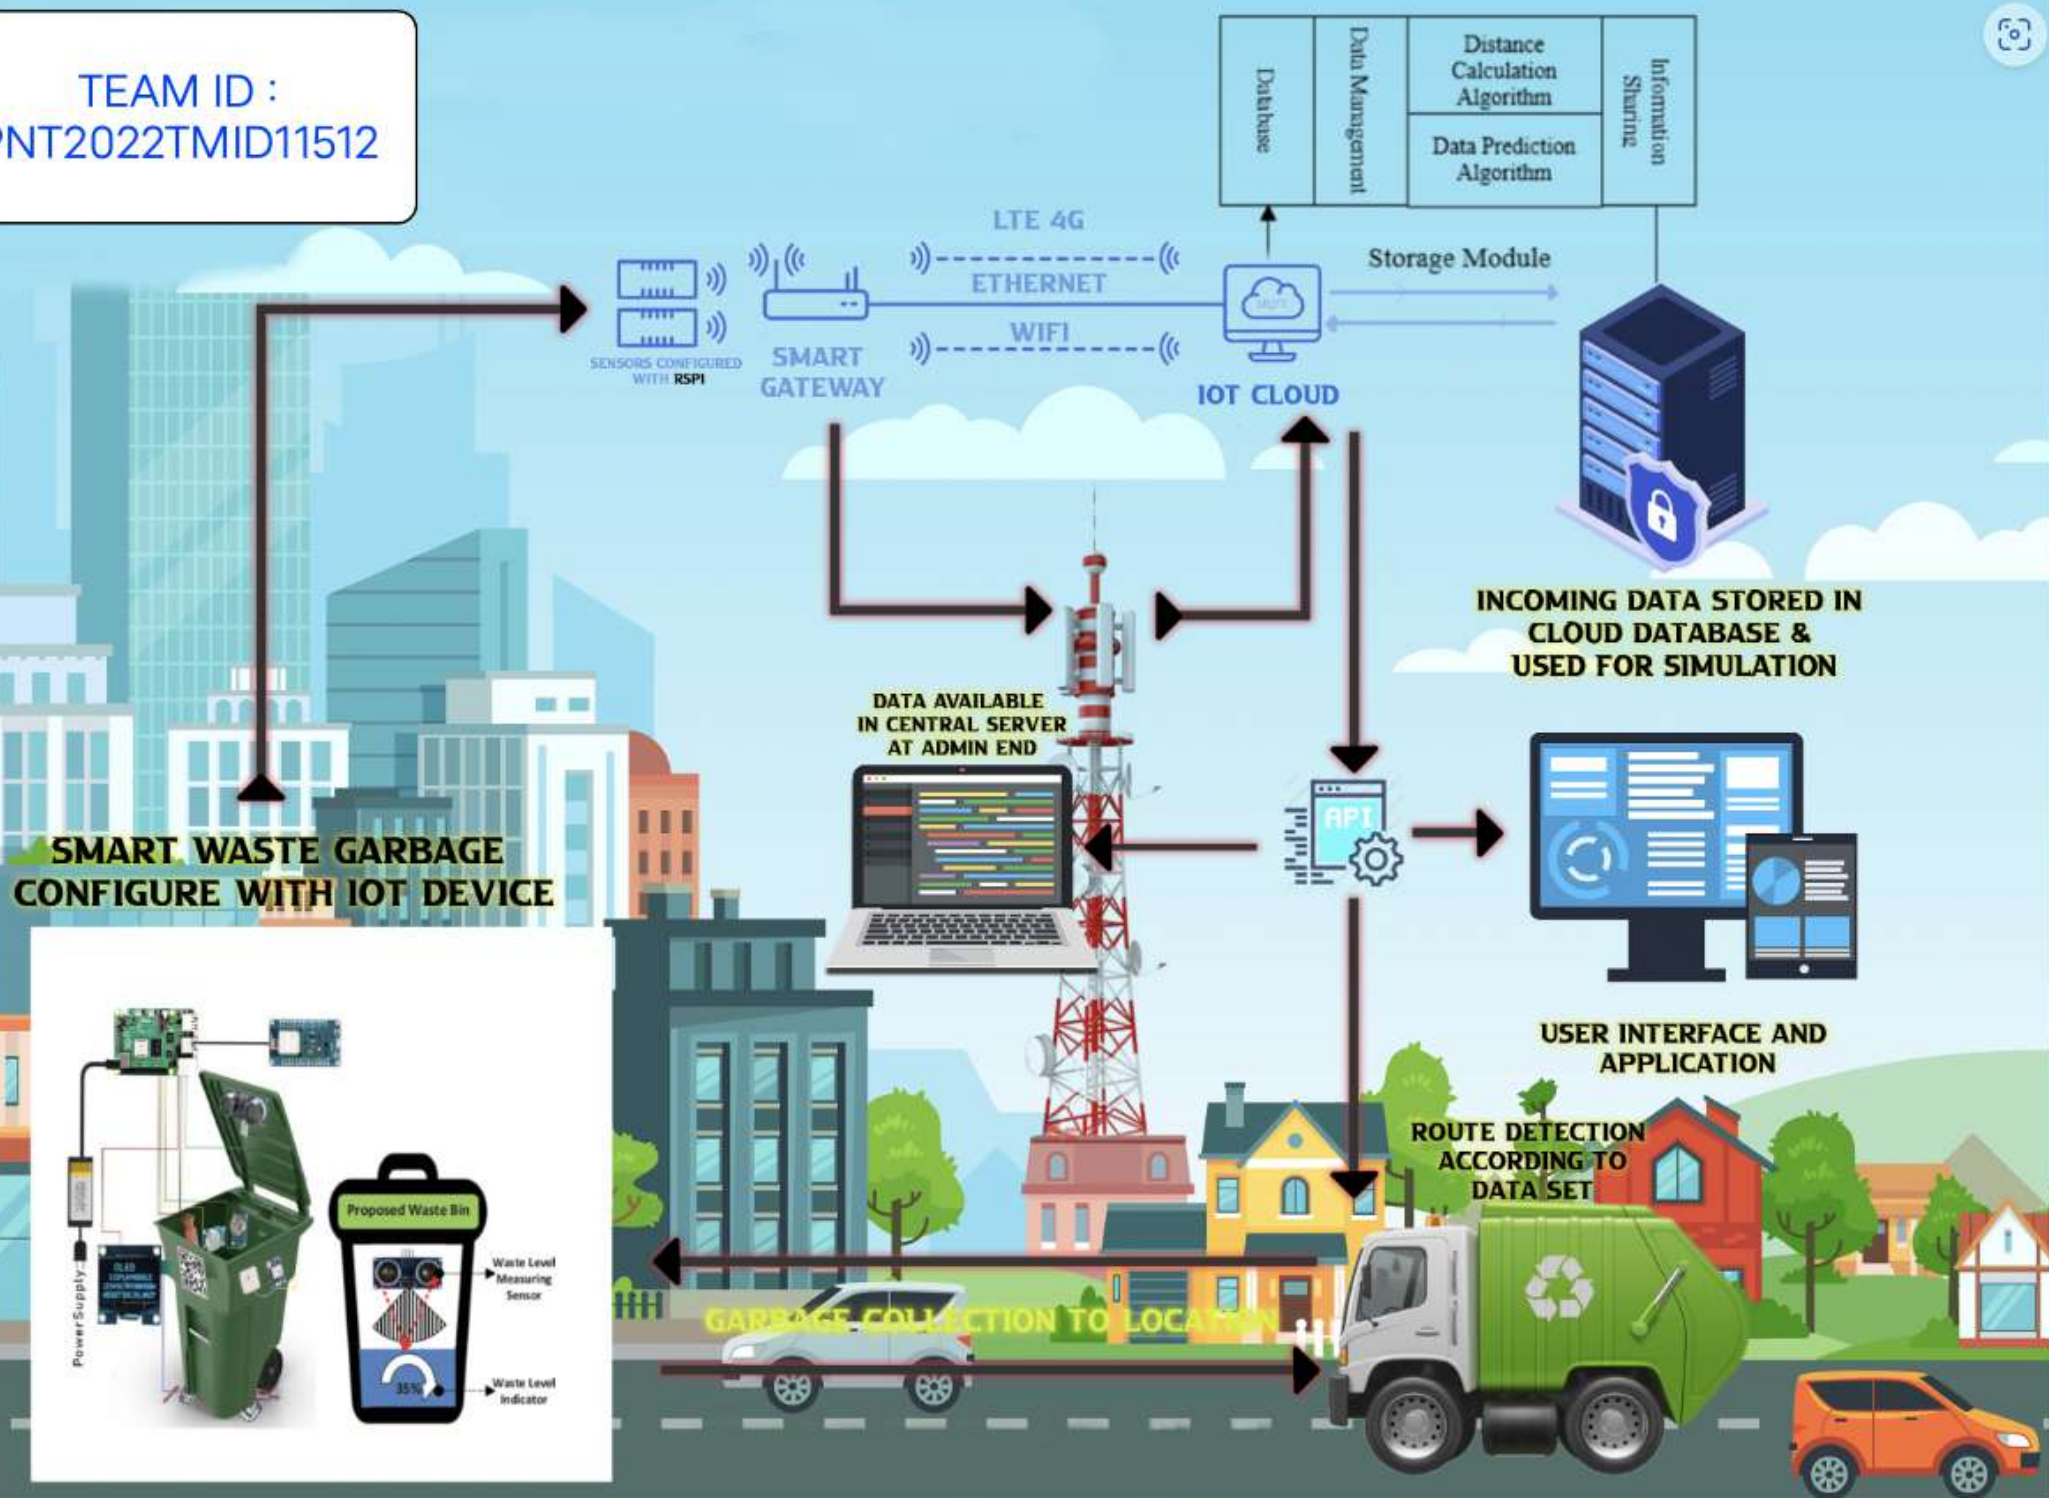 TEAM ID :
PNT2022TMID11512
Database
Data Management
Distance
Calculation
Algorithm
Data Prediction
Algorithm
Information
Sharing
LTE 4G
ETHERNET
WIFI
Storage Module
SENSORS CONFIGURED
WITH RSPI
SMART
GATEWAY
IOT CLOUD
INCOMING DATA STORED IN
CLOUD DATABASE &
USED FOR SIMULATION
DATA AVAILABLE
IN CENTRAL SERVER
AT ADMIN END
API
SMART WASTE GARBAGE
CONFIGURE WITH IOT DEVICE
USER INTERFACE AND
APPLICATION
ROUTE DETECTION
ACCORDING TO
DATA SET
Proposed Waste Bin
Waste Level
Measuring
Sensor
35%
Waste Level
Indicator
Power Supply
OLED
GARBAGE COLLECTION TO LOCATION